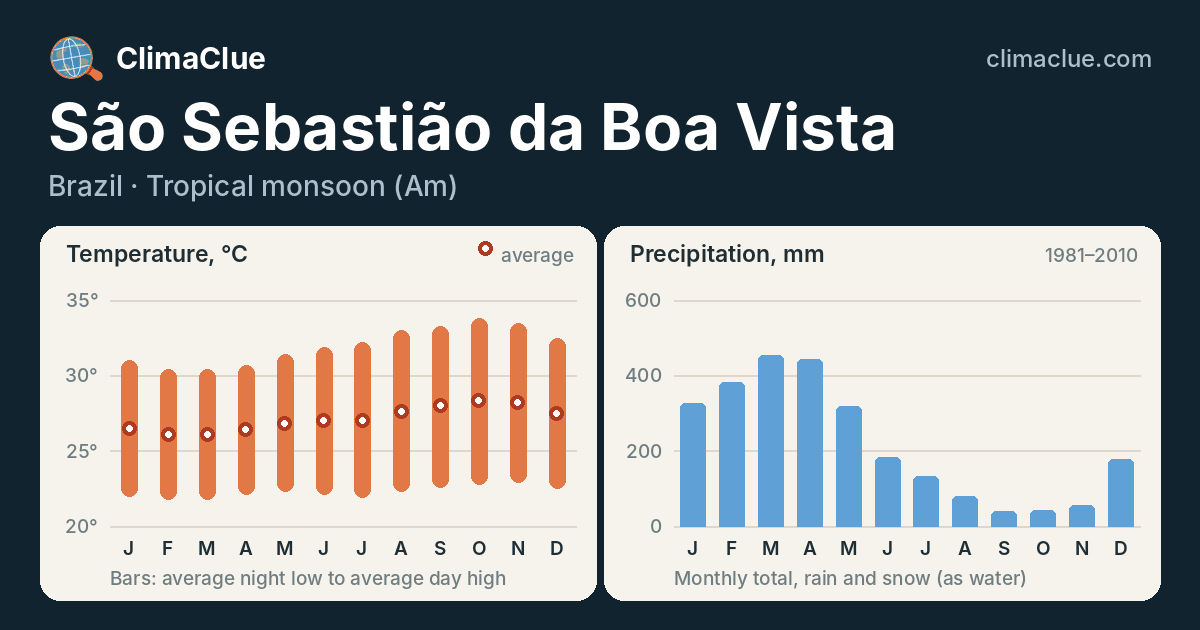 ClimaClue
climaclue.com
São Sebastião da Boa Vista
Brazil · Tropical monsoon (Am)
Temperature, °C
average
35°
30°
25°
20°
J F M A M J J A S O N D
Bars: average night low to average day high
Precipitation, mm
1981–2010
600
400
200
0
J F M A M J J A S O N D
Monthly total, rain and snow (as water)